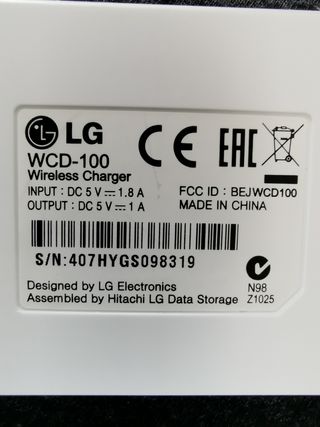 LG
WCD-100
Wireless Charger
INPUT : DC 5 V ⎓ 1.8 A
OUTPUT : DC 5 V ⎓ 1 A
CE EAC
FCC ID : BEJWCD100
MADE IN CHINA
S/N:407HYGS098319
Designed by LG Electronics
Assembled by Hitachi LG Data Storage
N98
Z1025